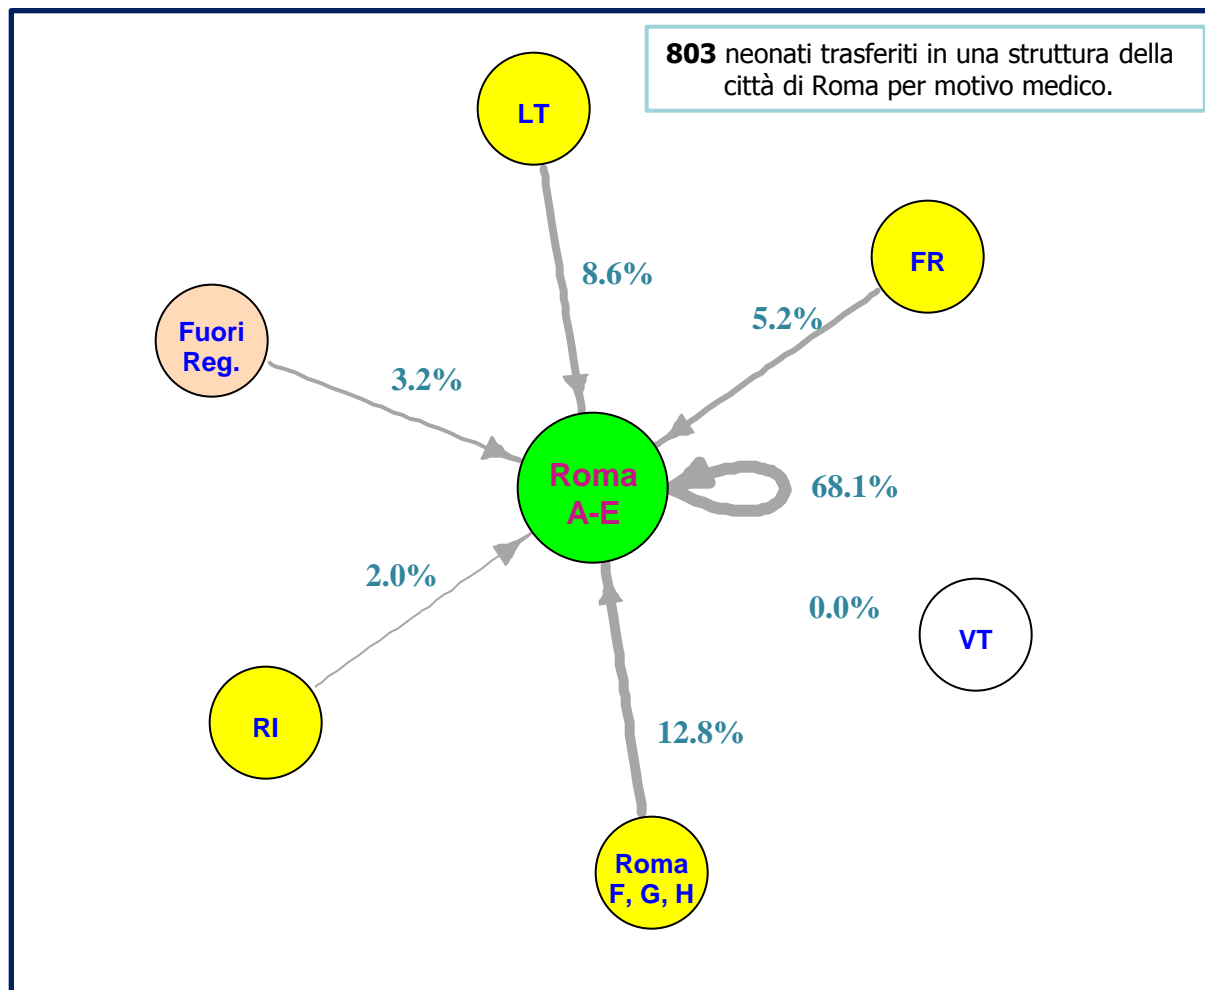 803 neonati trasferiti in una struttura della
città di Roma per motivo medico.
LT
FR
8.6%
5.2%
Fuori
Reg.
3.2%
Roma
A-E
68.1%
2.0%
0.0%
VT
RI
12.8%
Roma
F, G, H